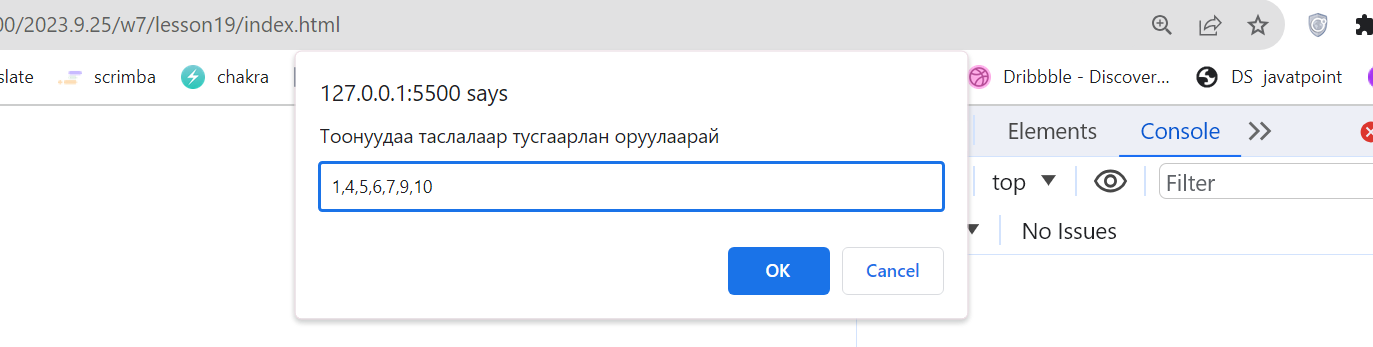 00/2023.9.25/w7/lesson19/index.html
slate scrimba chakra Dribbble - Discover... DS javatpoint
127.0.0.1:5500 says
Тоонуудаа таслалаар тусгаарлан оруулаарай
1,4,5,6,7,9,10
OK Cancel
Elements Console
top Filter
No Issues